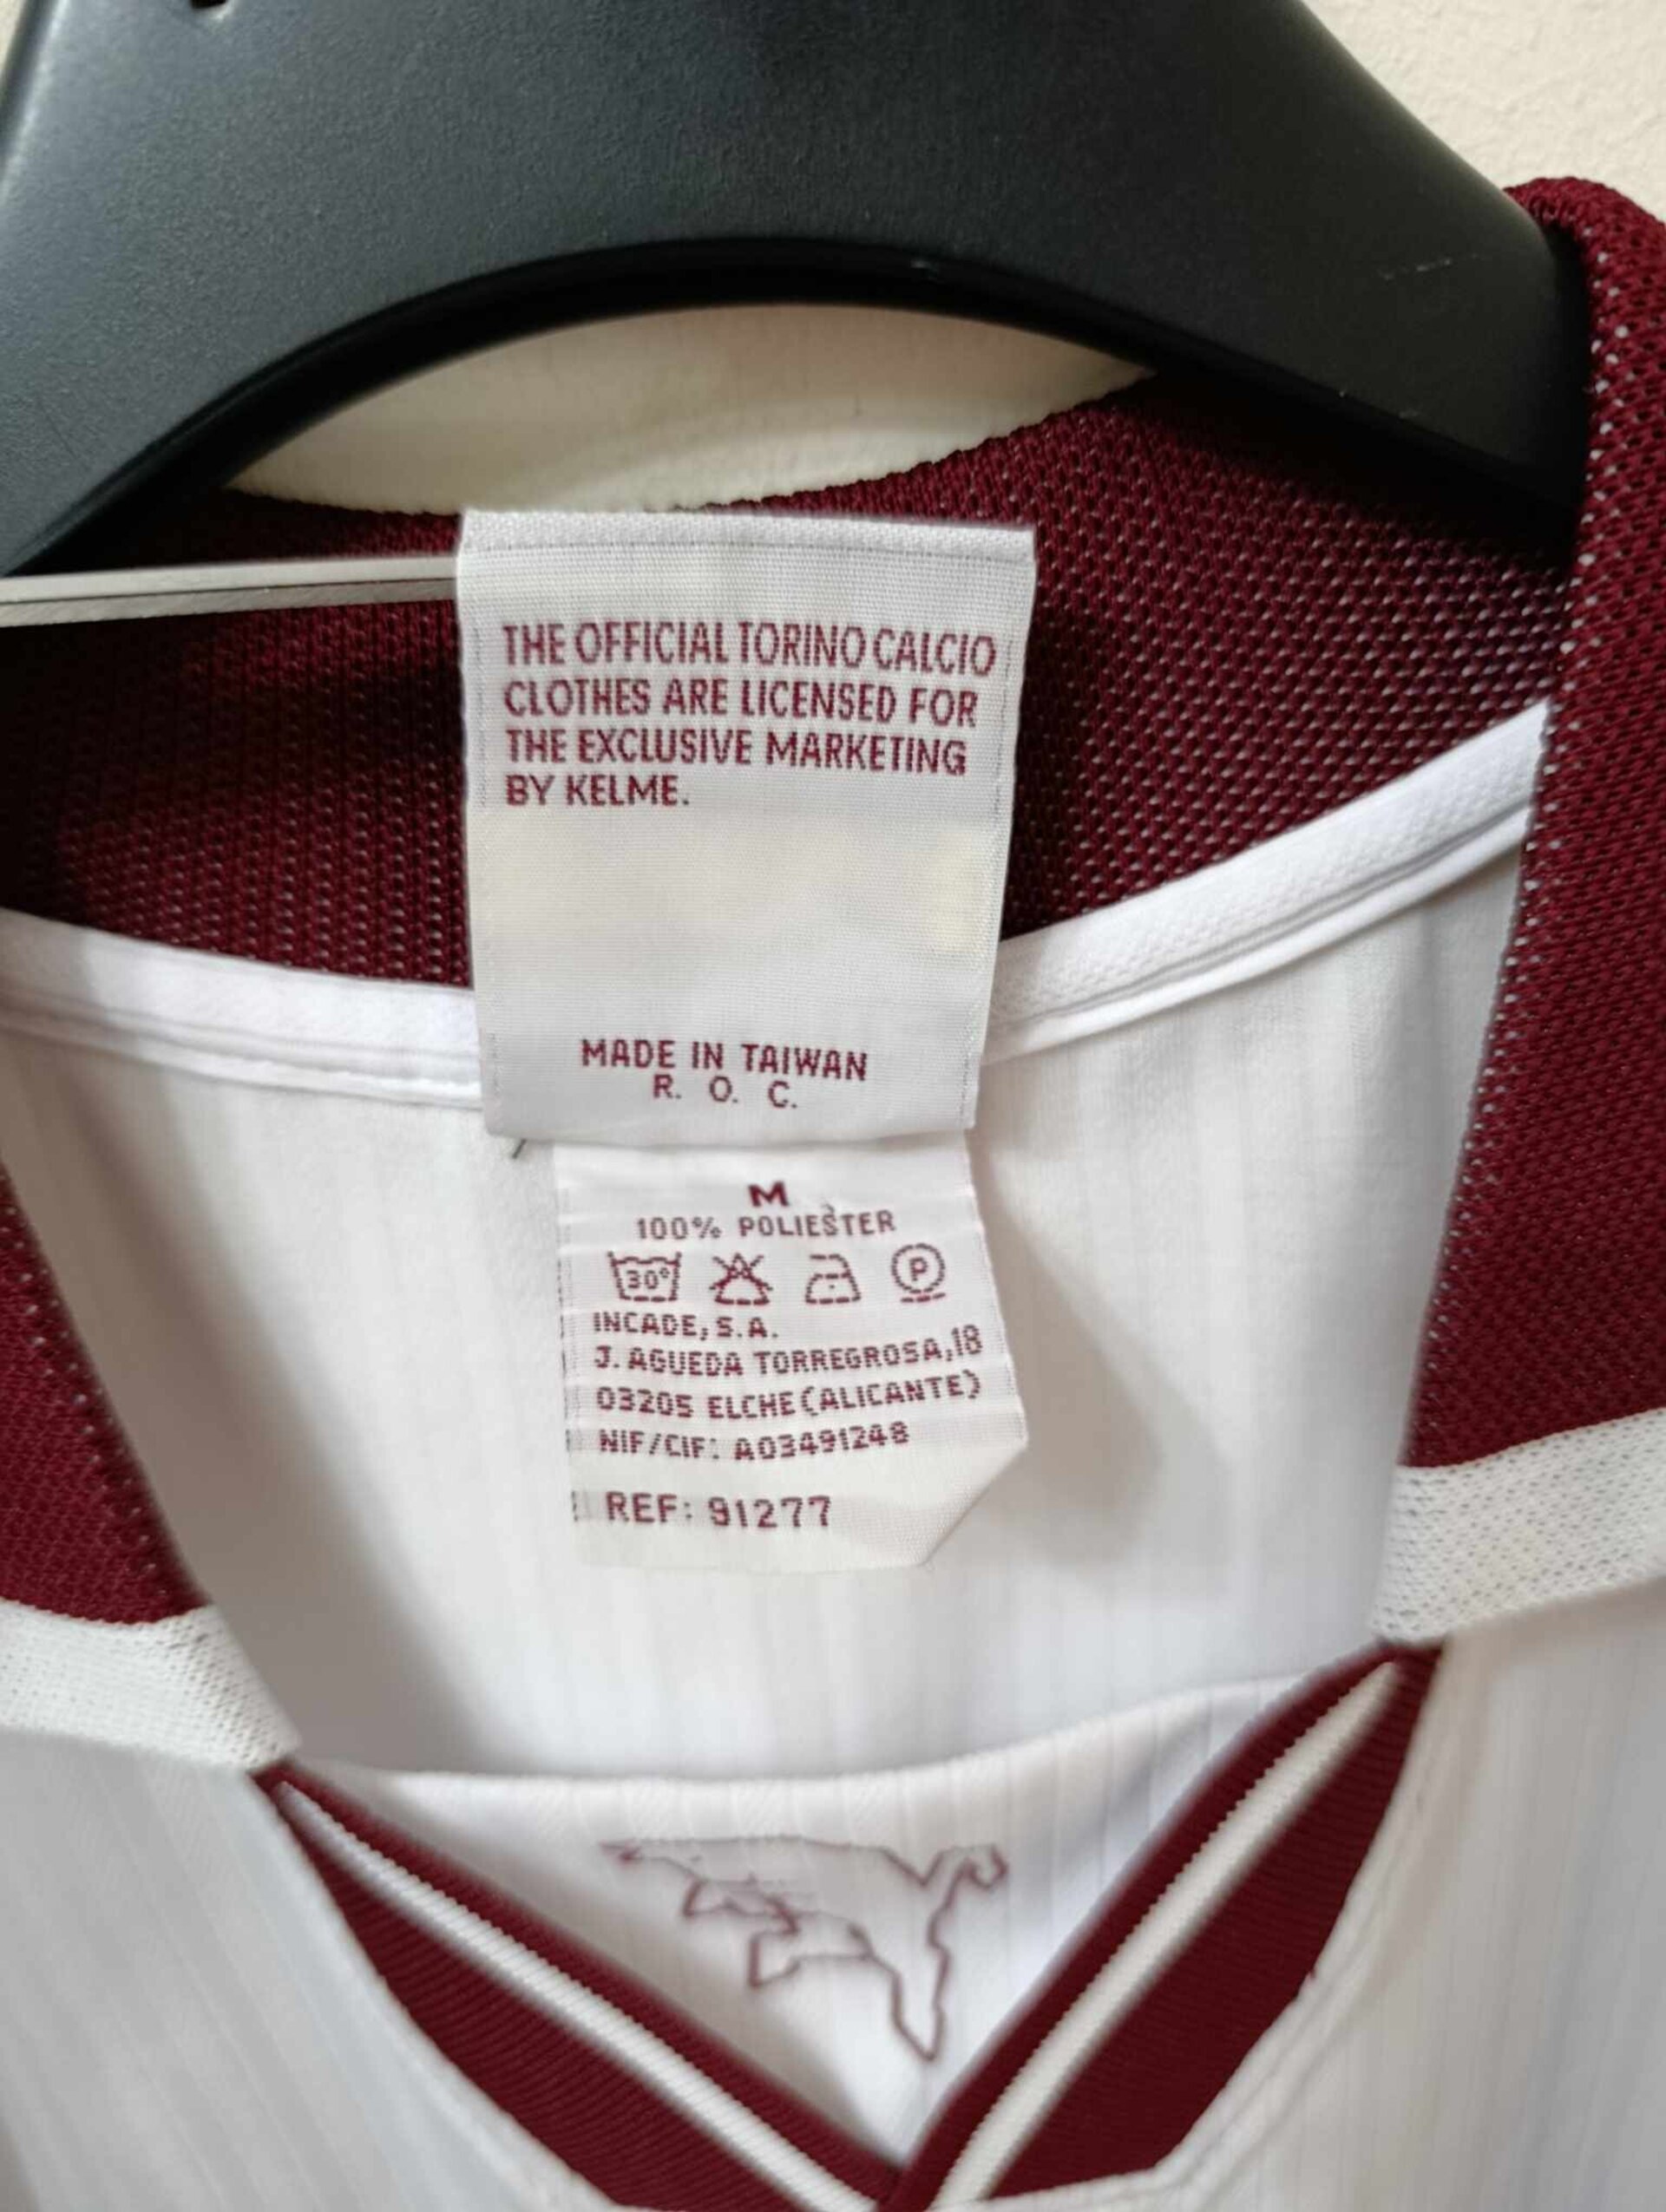 THE OFFICIAL TORINO CALCIO
CLOTHES ARE LICENSED FOR
THE EXCLUSIVE MARKETING
BY KELME.
MADE IN TAIWAN
R. O. C.
M
100% POLIESTER
30° P
INCADE, S.A.
J. AGUEDA TORREGROSA, 18
03205 ELCHE (ALICANTE)
NIF/CIF: A03491248
REF: 91277